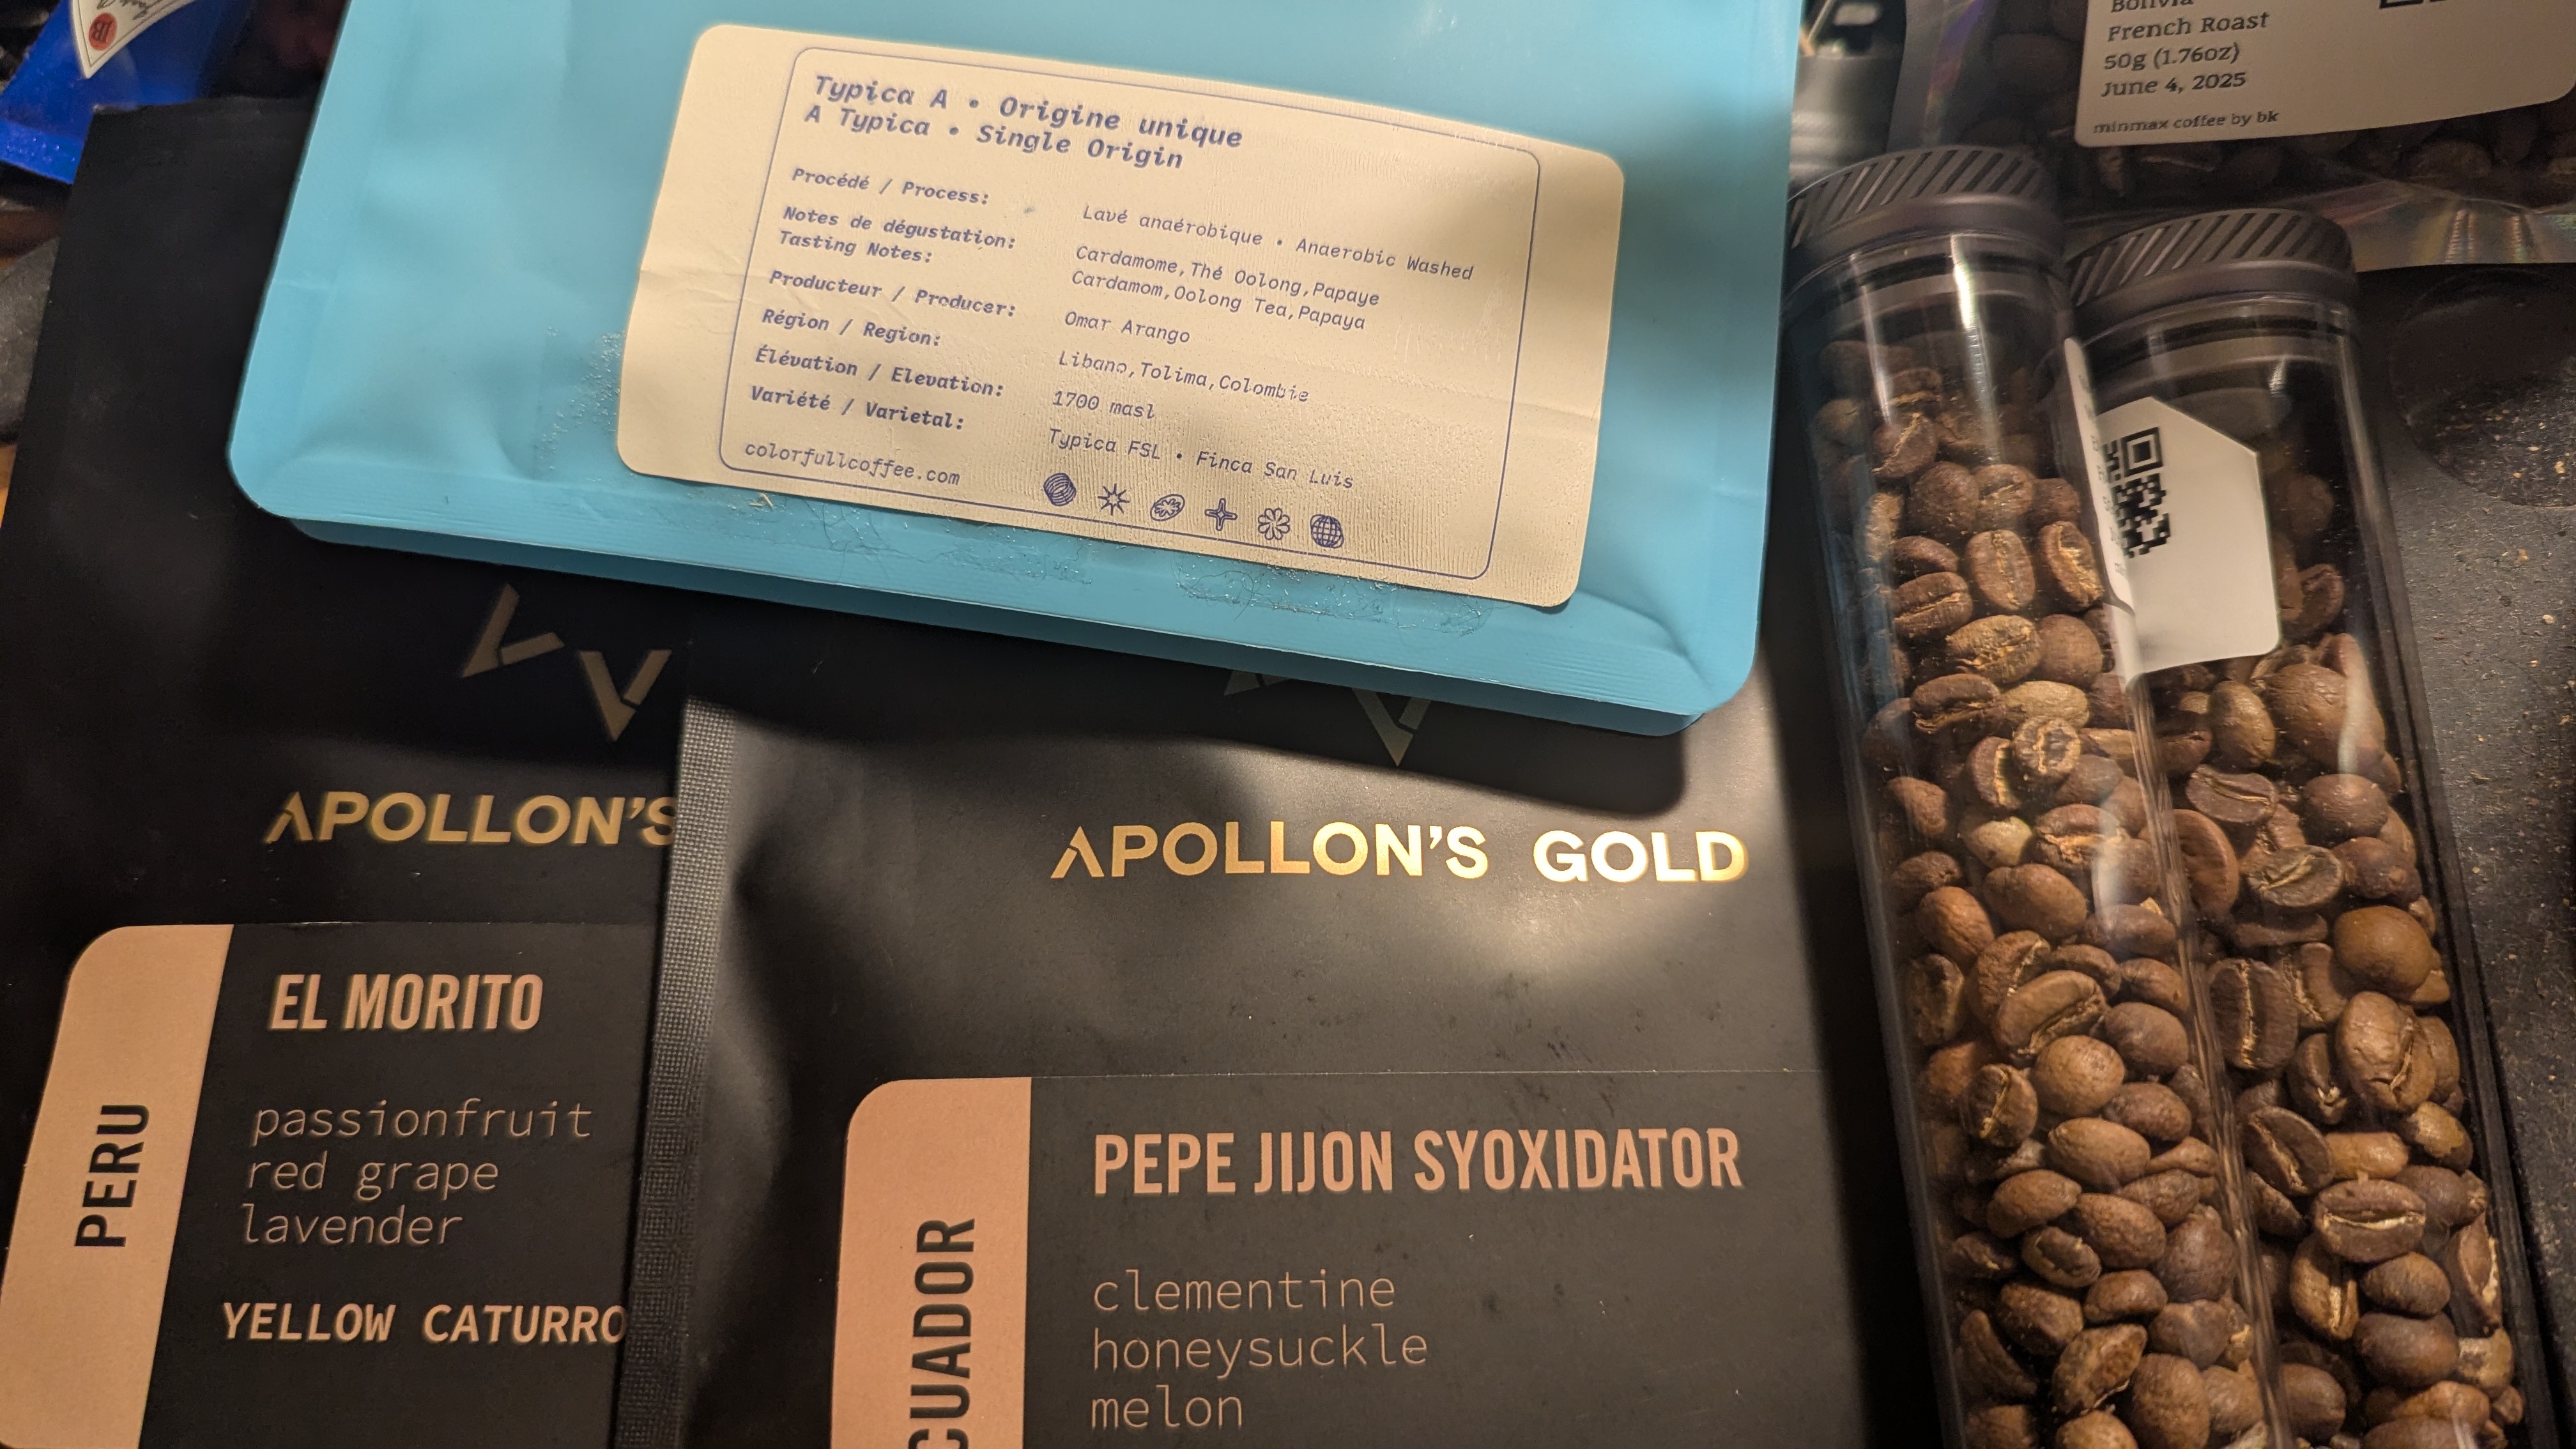 Typica A • Origine unique
A Typica • Single Origin
Procédé / Process:
Lavé anaérobique • Anaerobic Washed
Notes de dégustation:
Tasting Notes:
Cardamome,Thé Oolong,Papaye
Cardamom,Oolong Tea,Papaya
Producteur / Producer:
Omar Arango
Région / Region:
Libano,Tolima,Colombie
Élévation / Elevation:
1700 masl
Variété / Varietal:
Typica FSL • Finca San Luis
colorfullcoffee.com
Bolivia
French Roast
50g (1.76oz)
June 4, 2025
minmax coffee by bk
APOLLON'S
EL MORITO
PERU
passionfruit
red grape
lavender
YELLOW CATURRO
APOLLON'S GOLD
PEPE JIJON SYOXIDATOR
CUADOR
clementine
honeysuckle
melon